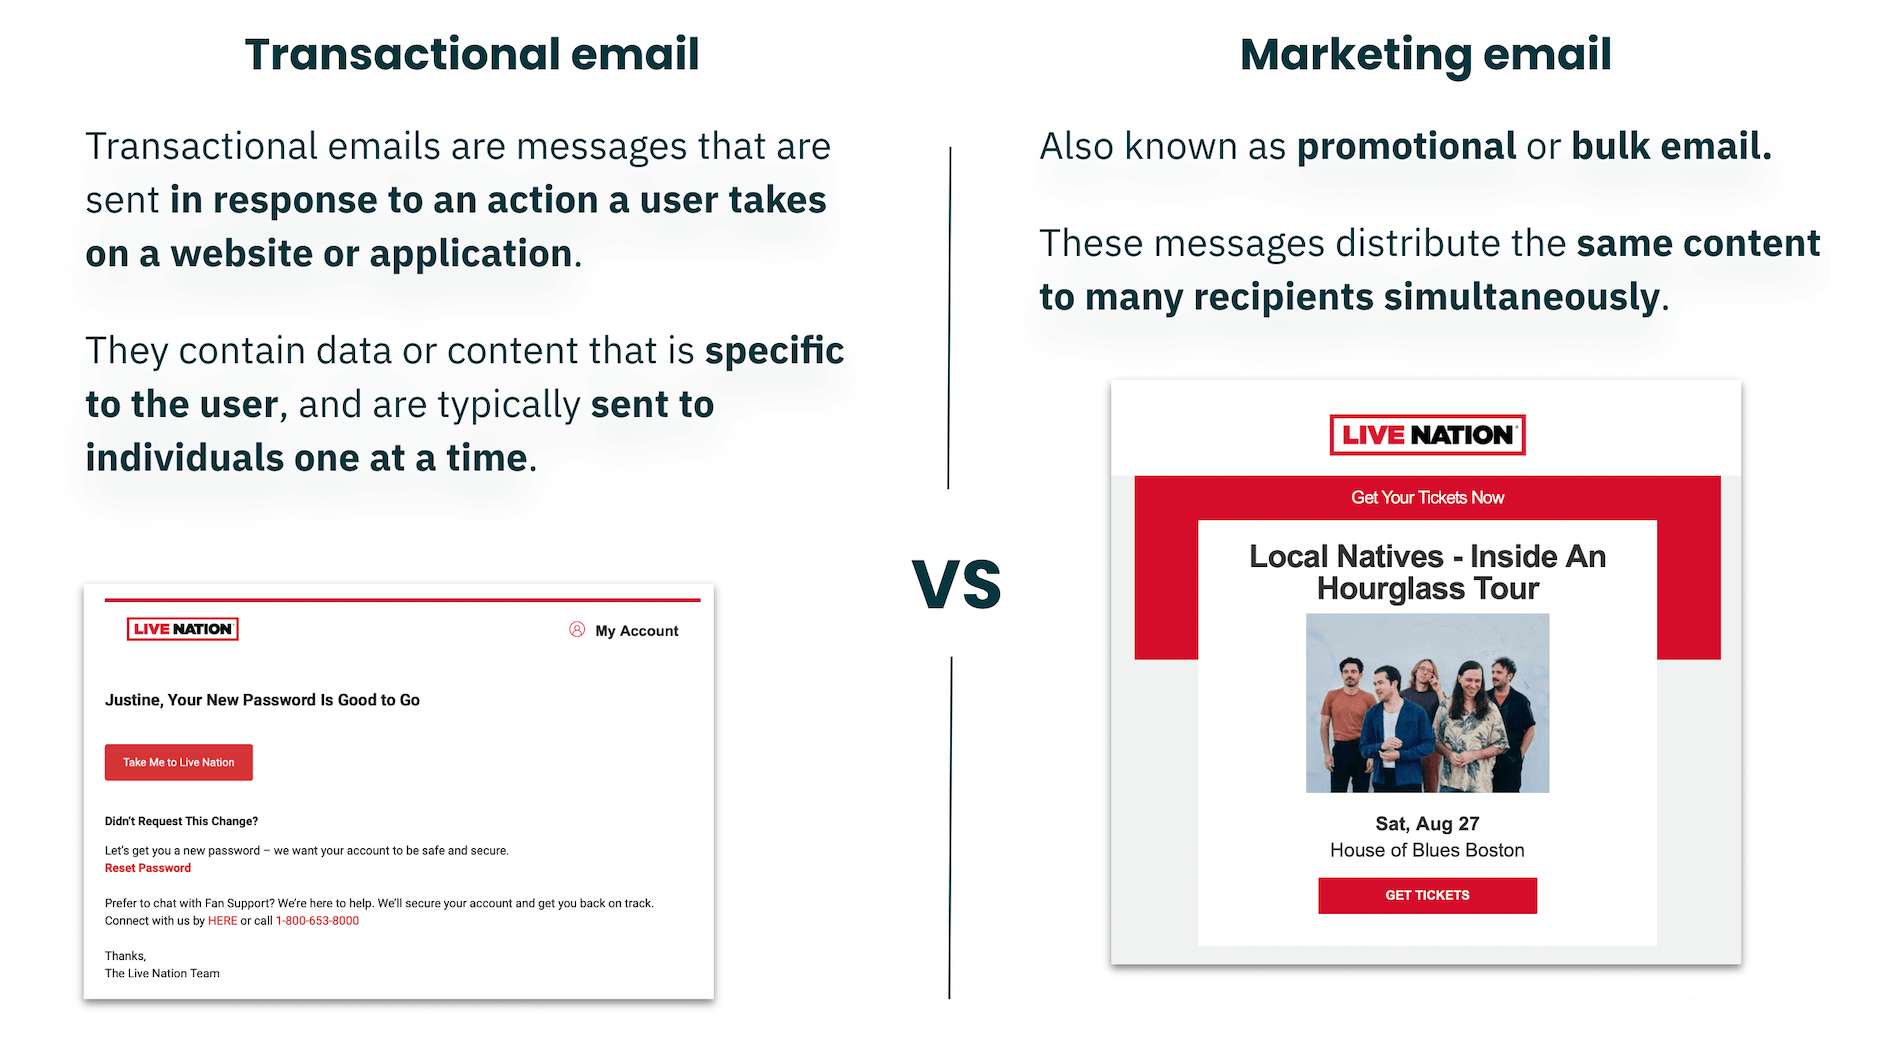 Transactional email
Transactional emails are messages that are
sent in response to an action a user takes
on a website or application.
They contain data or content that is specific
to the user, and are typically sent to
individuals one at a time.
LIVE NATION
My Account
Justine, Your New Password Is Good to Go
Take Me to Live Nation
Didn't Request This Change?
Let's get you a new password – we want your account to be safe and secure.
Reset Password
Prefer to chat with Fan Support? We're here to help. We'll secure your account and get you back on track.
Connect with us by HERE or call 1-800-653-8000
Thanks,
The Live Nation Team
VS
Marketing email
Also known as promotional or bulk email.
These messages distribute the same content
to many recipients simultaneously.
LIVE NATION
Get Your Tickets Now
Local Natives - Inside An
Hourglass Tour
Sat, Aug 27
House of Blues Boston
GET TICKETS